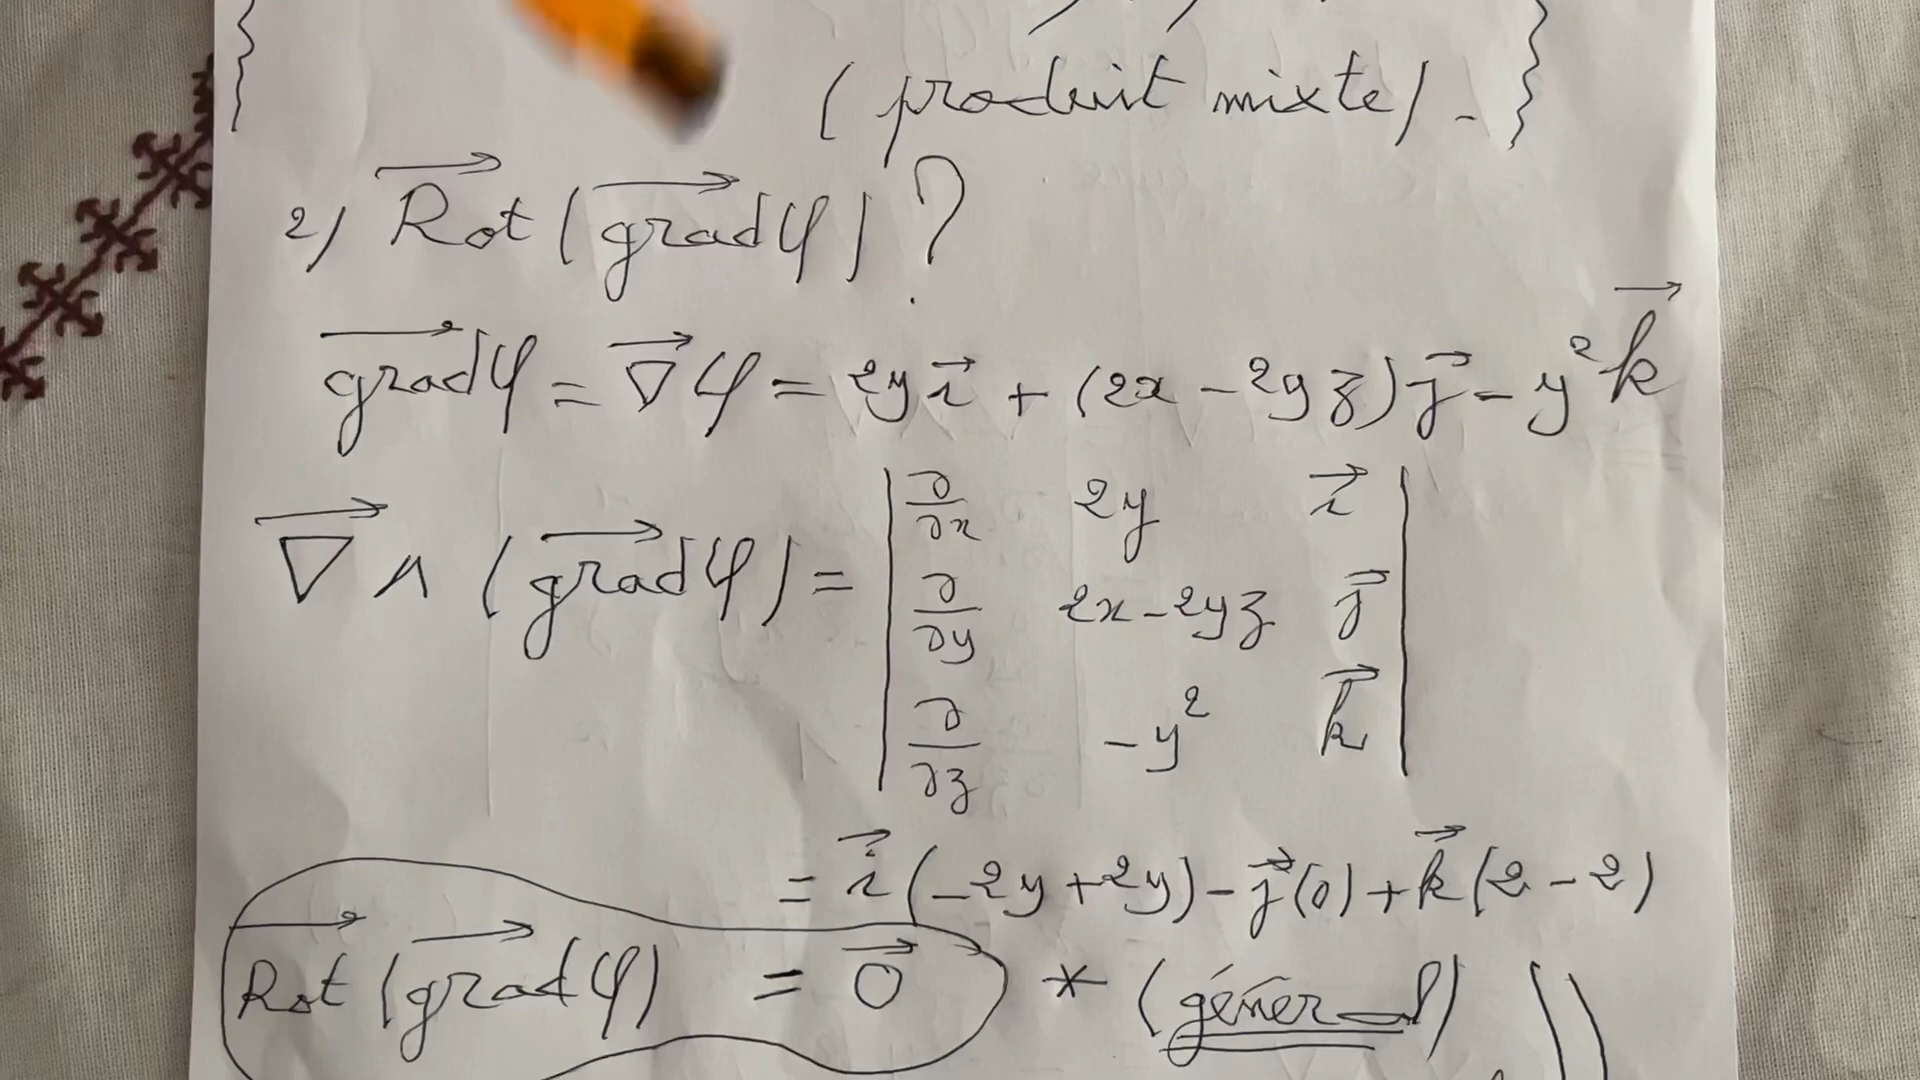 ( produit mixte ) .
2) Rot⃗ (grad⃗ φ) ?
grad⃗ φ = ∇⃗ φ = 2y i⃗ + (2x - 2yz) j⃗ - y² k⃗
∇⃗ ∧ (grad⃗ φ) = | ∂/∂x 2y i⃗ |
| ∂/∂y 2x-2yz j⃗ |
| ∂/∂z -y² k⃗ |
= i⃗ (-2y + 2y) - j⃗ (0) + k⃗ (2 - 2)
Rot⃗ (grad⃗ φ) = 0⃗ * (géneral)